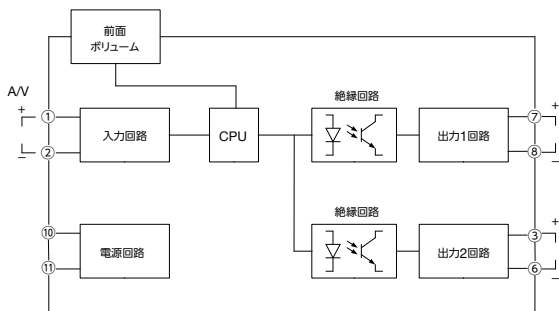 前面
ボリューム
A/V
絶縁回路
+
①
入力回路
CPU
出力1回路
⑦
+
−
②
⑧
−
絶縁回路
⑩
電源回路
出力2回路
③
+
⑪
⑥
−